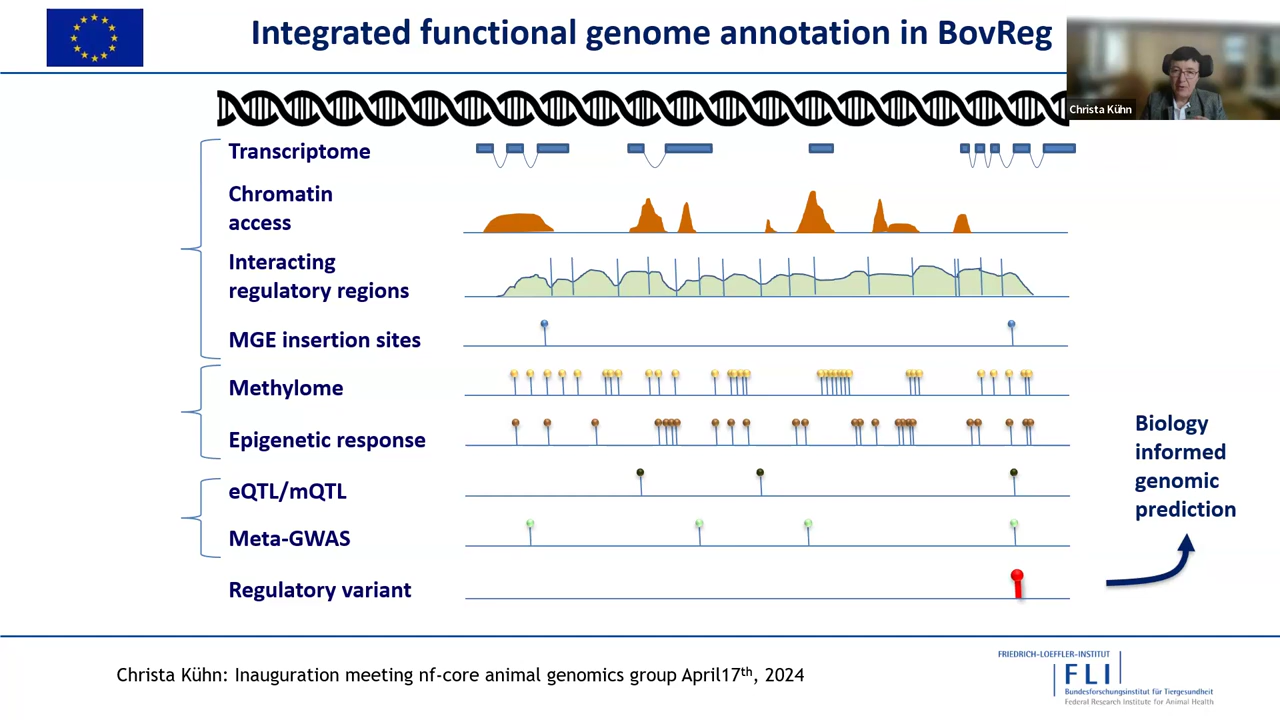 Integrated functional genome annotation in BovReg
Christa Kühn
Transcriptome
Chromatin
access
Interacting
regulatory regions
MGE insertion sites
Methylome
Epigenetic response
eQTL/mQTL
Meta-GWAS
Regulatory variant
Biology
informed
genomic
prediction
Christa Kühn: Inauguration meeting nf-core animal genomics group April17th, 2024
FRIEDRICH-LOEFFLER-INSTITUT
FLI
Bundesforschungsinstitut für Tiergesundheit
Federal Research Institute for Animal Health